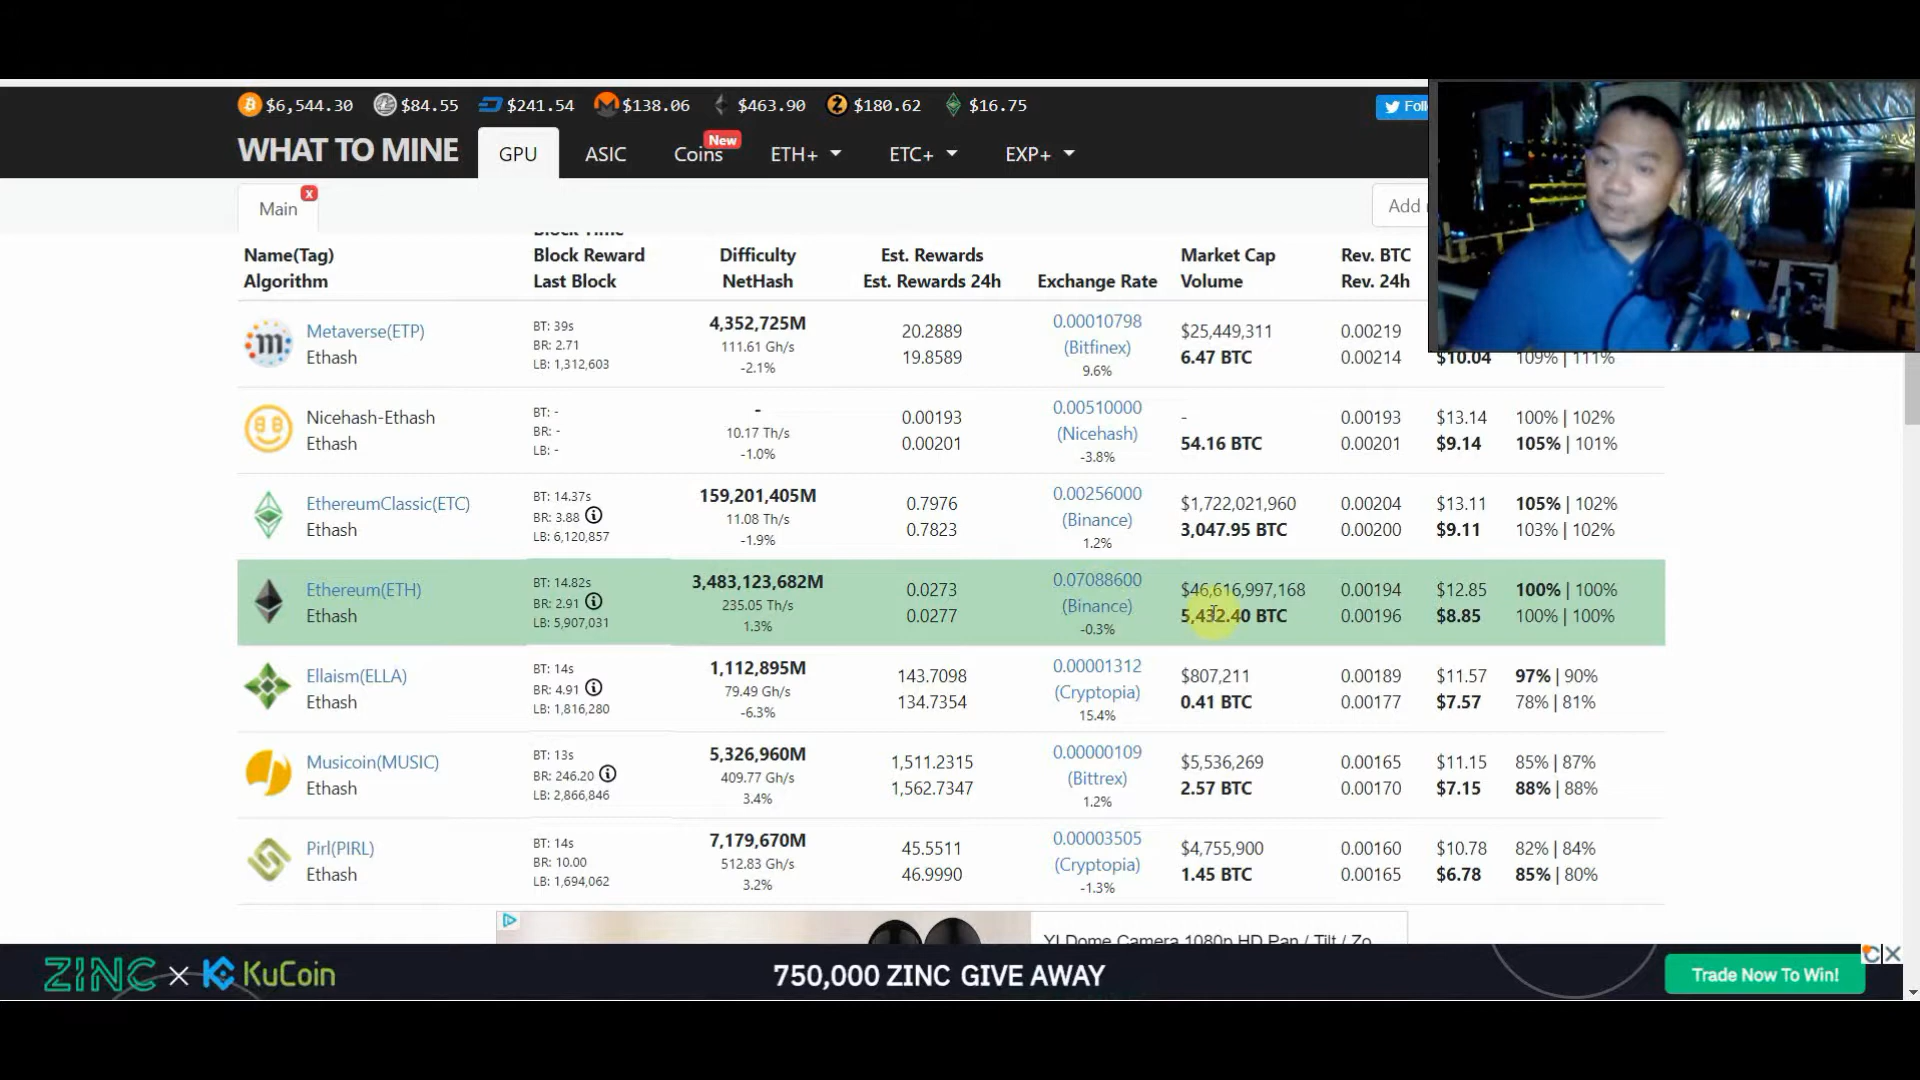 $6,544.30 $84.55 $241.54 $138.06 $463.90 $180.62 $16.75
WHAT TO MINE GPU ASIC Coins New ETH+ ETC+ EXP+
Main x
Add
Block Reward Difficulty Est. Rewards Market Cap Rev. BTC
Name(Tag)
Algorithm
Last Block NetHash Est. Rewards 24h Exchange Rate Volume Rev. 24h
Metaverse(ETP)
Ethash
BT: 39s
BR: 2.71
LB: 1,312,603
4,352,725M
111.61 Gh/s
-2.1%
20.2889
19.8589
0.00010798
(Bitfinex)
9.6%
$25,449,311
6.47 BTC
0.00219
0.00214
$10.04
109% | 111%
Nicehash-Ethash
Ethash
BT: -
BR: -
LB: -
-
10.17 Th/s
-1.0%
0.00193
0.00201
0.00510000
(Nicehash)
-3.8%
-
54.16 BTC
0.00193
0.00201
$13.14
$9.14
100% | 102%
105% | 101%
EthereumClassic(ETC)
Ethash
BT: 14.37s
BR: 3.88
LB: 6,120,857
159,201,405M
11.08 Th/s
-1.9%
0.7976
0.7823
0.00256000
(Binance)
1.2%
$1,722,021,960
3,047.95 BTC
0.00204
0.00200
$13.11
$9.11
105% | 102%
103% | 102%
Ethereum(ETH)
Ethash
BT: 14.82s
BR: 2.91
LB: 5,907,031
3,483,123,682M
235.05 Th/s
1.3%
0.0273
0.0277
0.07088600
(Binance)
-0.3%
$46,616,997,168
5,432.40 BTC
0.00194
0.00196
$12.85
$8.85
100% | 100%
100% | 100%
Ellaism(ELLA)
Ethash
BT: 14s
BR: 4.91
LB: 1,816,280
1,112,895M
79.49 Gh/s
-6.3%
143.7098
134.7354
0.00001312
(Cryptopia)
15.4%
$807,211
0.41 BTC
0.00189
0.00177
$11.57
$7.57
97% | 90%
78% | 81%
Musicoin(MUSIC)
Ethash
BT: 13s
BR: 246.20
LB: 2,866,846
5,326,960M
409.77 Gh/s
3.4%
1,511.2315
1,562.7347
0.00000109
(Bittrex)
1.2%
$5,536,269
2.57 BTC
0.00165
0.00170
$11.15
$7.15
85% | 87%
88% | 88%
Pirl(PIRL)
Ethash
BT: 14s
BR: 10.00
LB: 1,694,062
7,179,670M
512.83 Gh/s
3.2%
45.5511
46.9990
0.00003505
(Cryptopia)
-1.3%
$4,755,900
1.45 BTC
0.00160
0.00165
$10.78
$6.78
82% | 84%
85% | 80%
YI Dome Camera 1080p HD Pan / Tilt / Zo
ZINC × KuCoin 750,000 ZINC GIVE AWAY Trade Now To Win!